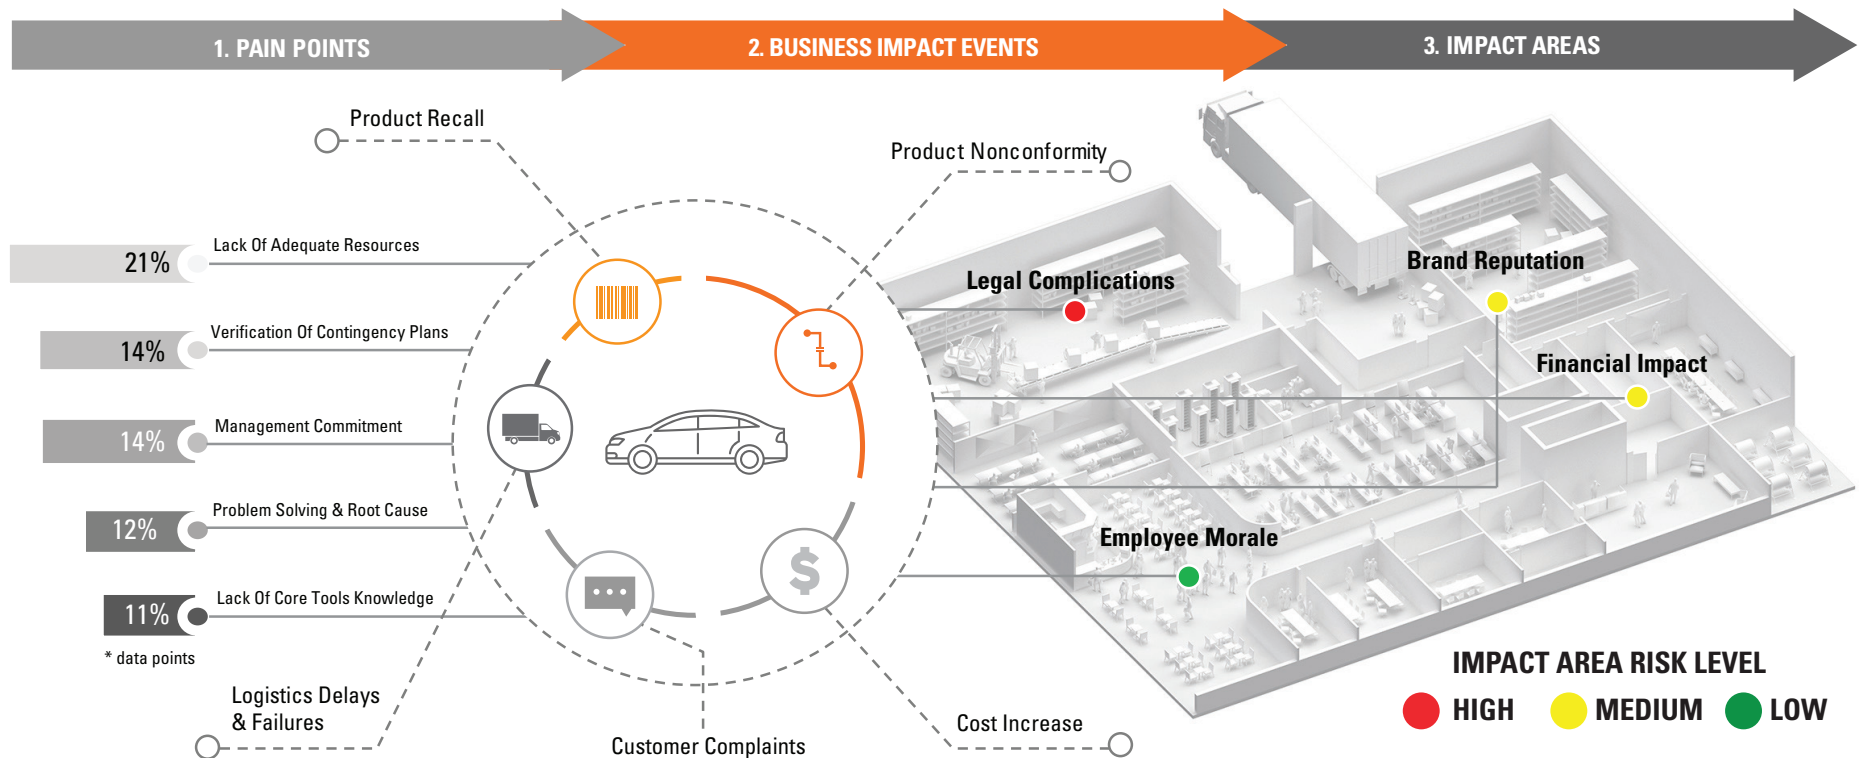 1. PAIN POINTS
2. BUSINESS IMPACT EVENTS
3. IMPACT AREAS
Product Recall
Product Nonconformity
21%
Lack Of Adequate Resources
14%
Verification Of Contingency Plans
14%
Management Commitment
12%
Problem Solving & Root Cause
11%
Lack Of Core Tools Knowledge
* data points
Logistics Delays
& Failures
Customer Complaints
Cost Increase
$
Legal Complications
Brand Reputation
Financial Impact
Employee Morale
IMPACT AREA RISK LEVEL
HIGH
MEDIUM
LOW